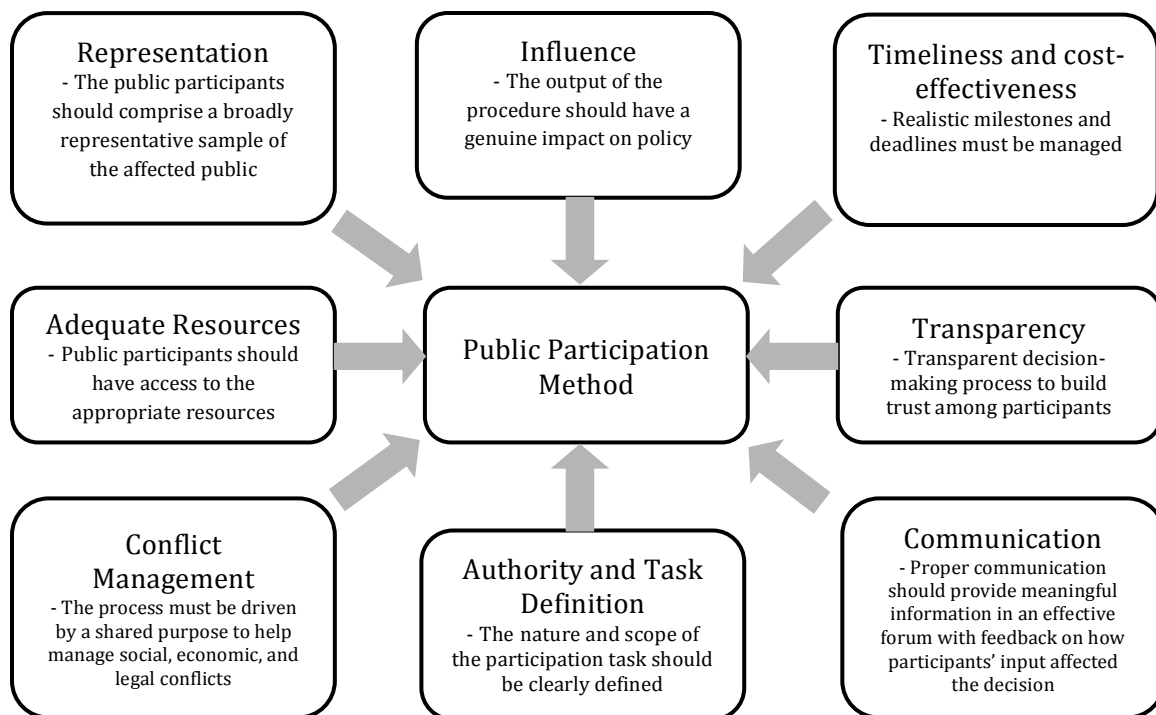 Representation
- The public participants
should comprise a broadly
representative sample of
the affected public
Influence
- The output of the
procedure should have a
genuine impact on policy
Timeliness and cost-
effectiveness
- Realistic milestones and
deadlines must be managed
Adequate Resources
- Public participants should
have access to the
appropriate resources
Public Participation
Method
Transparency
- Transparent decision-
making process to build
trust among participants
Conflict
Management
- The process must be driven
by a shared purpose to help
manage social, economic, and
legal conflicts
Authority and Task
Definition
- The nature and scope of
the participation task should
be clearly defined
Communication
- Proper communication
should provide meaningful
information in an effective
forum with feedback on how
participants’ input affected
the decision